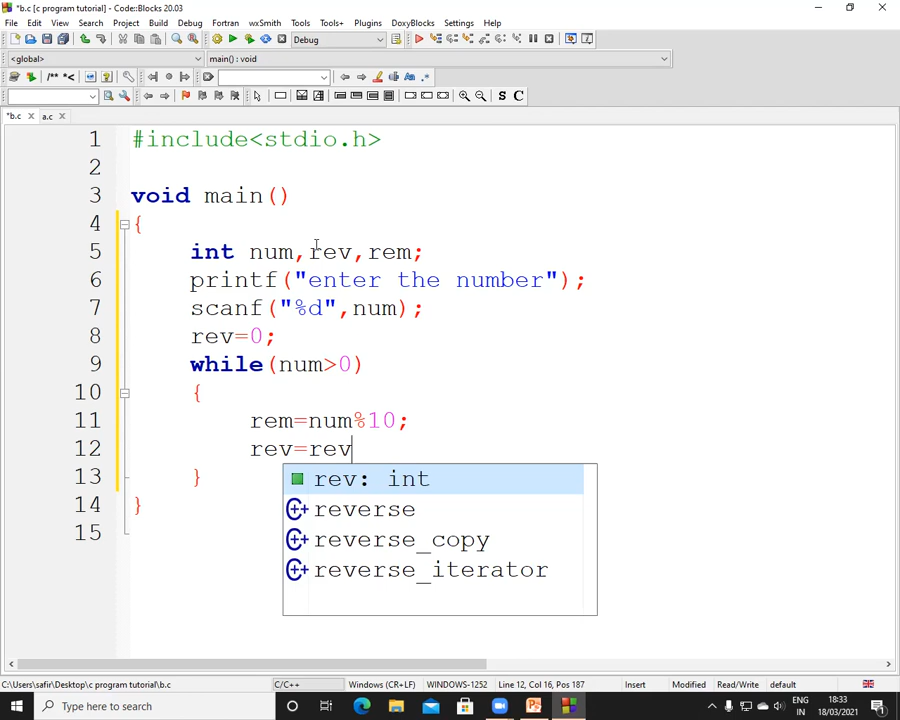 *b.c [c program tutorial] - Code::Blocks 20.03
File Edit View Search Project Build Debug Fortran wxSmith Tools Tools+ Plugins DoxyBlocks Settings Help
Debug
<global> main() : void
/** *<
S C
*b.c a.c
1 #include<stdio.h>
2
3 void main()
4 {
5 int num,rev,rem;
6 printf("enter the number");
7 scanf("%d",num);
8 rev=0;
9 while(num>0)
10 {
11 rem=num%10;
12 rev=rev
13 }
14 }
15
rev: int
reverse
reverse_copy
reverse_iterator
C:\Users\safir\Desktop\c program tutorial\b.c C/C++ Windows (CR+LF) WINDOWS-1252 Line 12, Col 16, Pos 187 Insert Modified Read/Write default
Type here to search
ENG
IN
18:33
18/03/2021